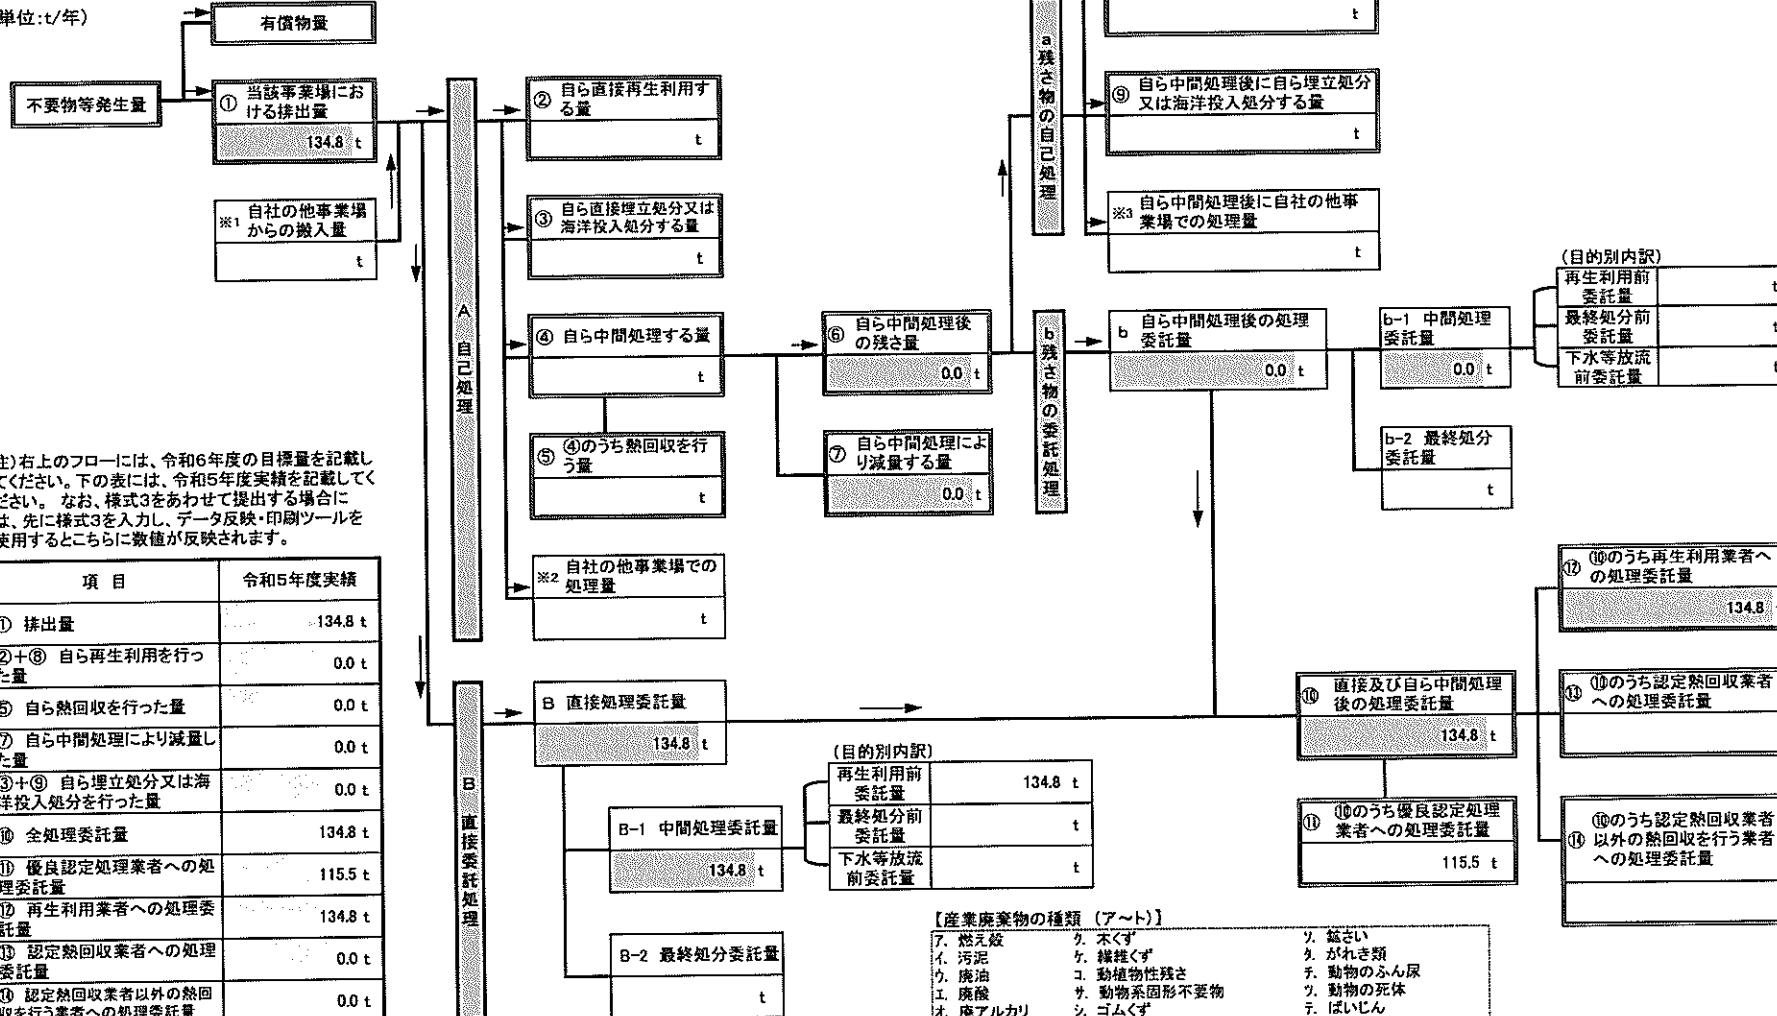 単位:t/年)
有償物量
不要物等発生量
① 当該事業場にお
ける排出量
134.8 t
※1 自社の他事業場
からの搬入量
t
A 自己処理
② 自ら直接再生利用す
る量
t
③ 自ら直接埋立処分又は
海洋投入処分する量
t
④ 自ら中間処理する量
t
⑤ ④のうち熱回収を行
う量
t
※2 自社の他事業場での
処理量
t
⑥ 自ら中間処理後
の残さ量
0.0 t
⑦ 自ら中間処理によ
り減量する量
0.0 t
a 残さ物の自己処理
t
⑨ 自ら中間処理後に自ら埋立処分
又は海洋投入処分する量
t
※3 自ら中間処理後に自社の他事
業場での処理量
t
b 残さ物の委託処理
b 自ら中間処理後の処理
委託量
0.0 t
b-1 中間処理
委託量
0.0 t
(目的別内訳)
再生利用前
委託量
t
最終処分前
委託量
t
下水等放流
前委託量
t
b-2 最終処分
委託量
t
注)右上のフローには、令和6年度の目標量を記載し
てください。下の表には、令和5年度実績を記載してく
ださい。 なお、様式3をあわせて提出する場合に
は、先に様式3を入力し、データ反映・印刷ツールを
使用するとこちらに数値が反映されます。
項 目 令和5年度実績
① 排出量 134.8 t
②+⑧ 自ら再生利用を行っ
た量 0.0 t
⑤ 自ら熱回収を行った量 0.0 t
⑦ 自ら中間処理により減量し
た量 0.0 t
③+⑨ 自ら埋立処分又は海
洋投入処分を行った量 0.0 t
⑩ 全処理委託量 134.8 t
⑪ 優良認定処理業者への処
理委託量 115.5 t
⑫ 再生利用業者への処理委
託量 134.8 t
⑬ 認定熱回収業者への処理
委託量 0.0 t
⑭ 認定熱回収業者以外の熱回
収を行う業者への処理委託量 0.0 t
B 直接委託処理
B 直接処理委託量
134.8 t
B-1 中間処理委託量
134.8 t
(目的別内訳)
再生利用前
委託量
134.8 t
最終処分前
委託量
t
下水等放流
前委託量
t
B-2 最終処分委託量
t
⑩ 直接及び自ら中間処理
後の処理委託量
134.8 t
⑪ ⑩のうち優良認定処理
業者への処理委託量
115.5 t
⑫ ⑩のうち再生利用業者へ
の処理委託量
134.8
⑬ ⑩のうち認定熱回収業者
への処理委託量
⑭ ⑩のうち認定熱回収業者
以外の熱回収を行う業者
への処理委託量
【産業廃棄物の種類 (ア~ト)】
ア. 燃え殻 ク. 木くず ソ. 鉱さい
イ. 汚泥 ケ. 繊維くず タ. がれき類
ウ. 廃油 コ. 動植物性残さ チ. 動物のふん尿
エ. 廃酸 サ. 動物系固形不要物 ツ. 動物の死体
オ. 廃アルカリ シ. ゴムくず テ. ばいじん